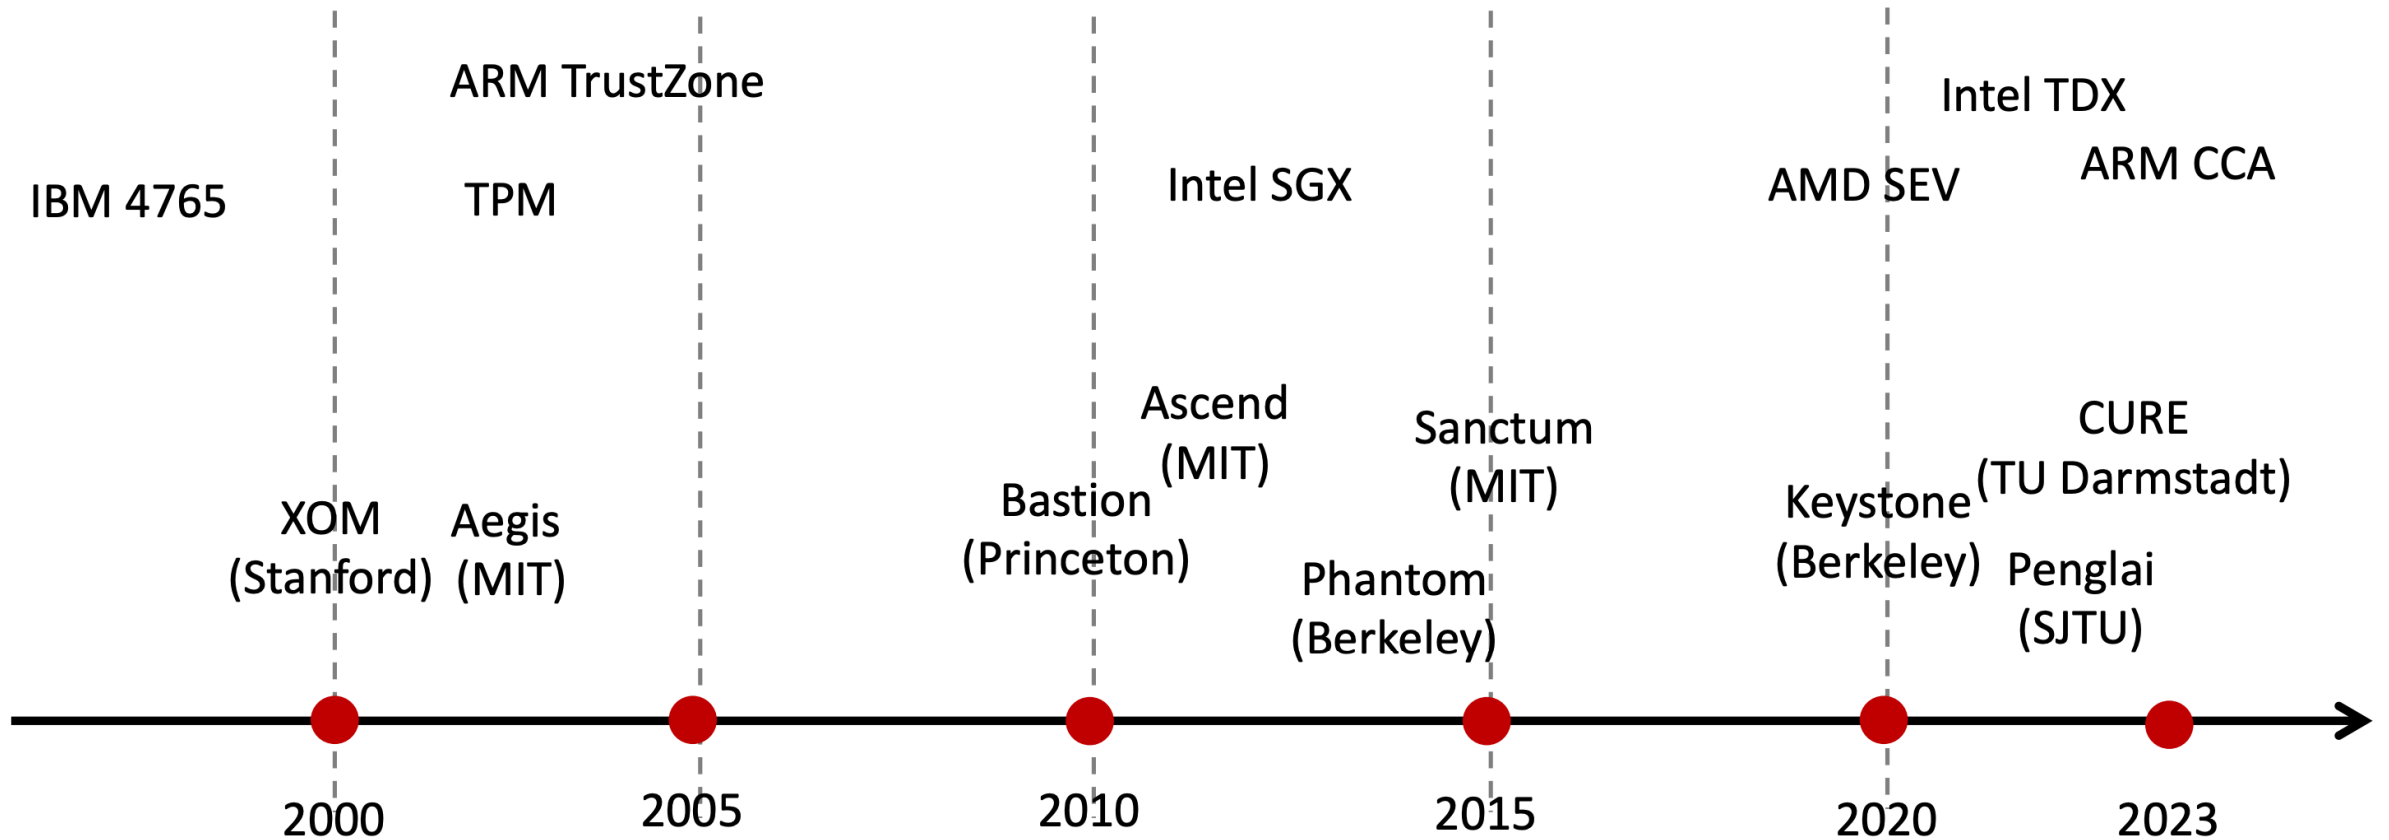 ARM TrustZone
Intel TDX
ARM CCA
IBM 4765
TPM
Intel SGX
AMD SEV
Ascend
(MIT)
Sanctum
(MIT)
CURE
(TU Darmstadt)
XOM
(Stanford)
Aegis
(MIT)
Bastion
(Princeton)
Phantom
(Berkeley)
Keystone
(Berkeley)
Penglai
(SJTU)
2000
2005
2010
2015
2020
2023